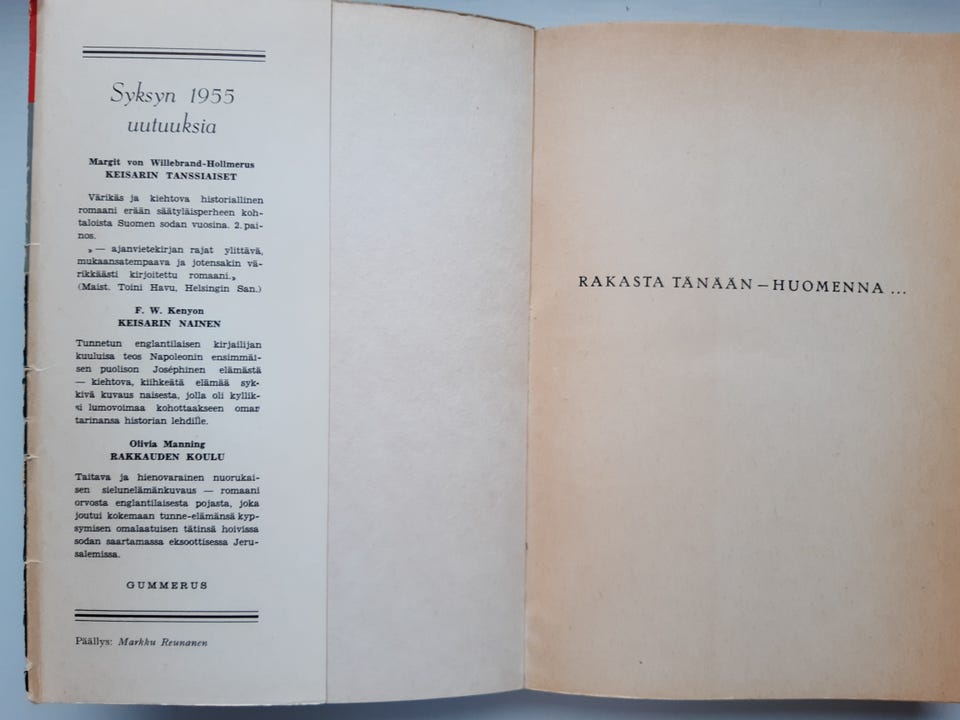 Syksyn 1955
uutuuksia
Margit von Willebrand-Hollmerus
KEISARIN TANSSIAISET
Värikäs ja kiehtova historiallinen
romaani erään säätyläisperheen koh-
taloista Suomen sodan vuosina. 2. pai-
nos.
» — ajanvietekirjan rajat ylittävä,
mukaansatempaava ja jotensakin vä-
rikkäästi kirjoitettu romaani.»
(Maist. Toini Havu, Helsingin San.)
F. W. Kenyon
KEISARIN NAINEN
Tunnetun englantilaisen kirjailijan
kuuluisa teos Napoleonin ensimmäi-
sen puolison Joséphinen elämästä
— kiehtova, kiihkeätä elämää syk-
kivä kuvaus naisesta, jolla oli kyllik-
si lumovoimaa kohottaakseen oman
tarinansa historian lehdille.
Olivia Manning
RAKKAUDEN KOULU
Taitava ja hienovarainen nuorukai-
sen sielunelämänkuvaus — romaani
orvosta englantilaisesta pojasta, joka
joutui kokemaan tunne-elämänsä kyp-
symisen omalaatuisen tätinsä hoivissa
sodan saartamassa eksoottisessa Jeru-
salemissa.
GUMMERUS
Päällys: Markku Reunanen
RAKASTA TÄNÄÄN — HUOMENNA ...